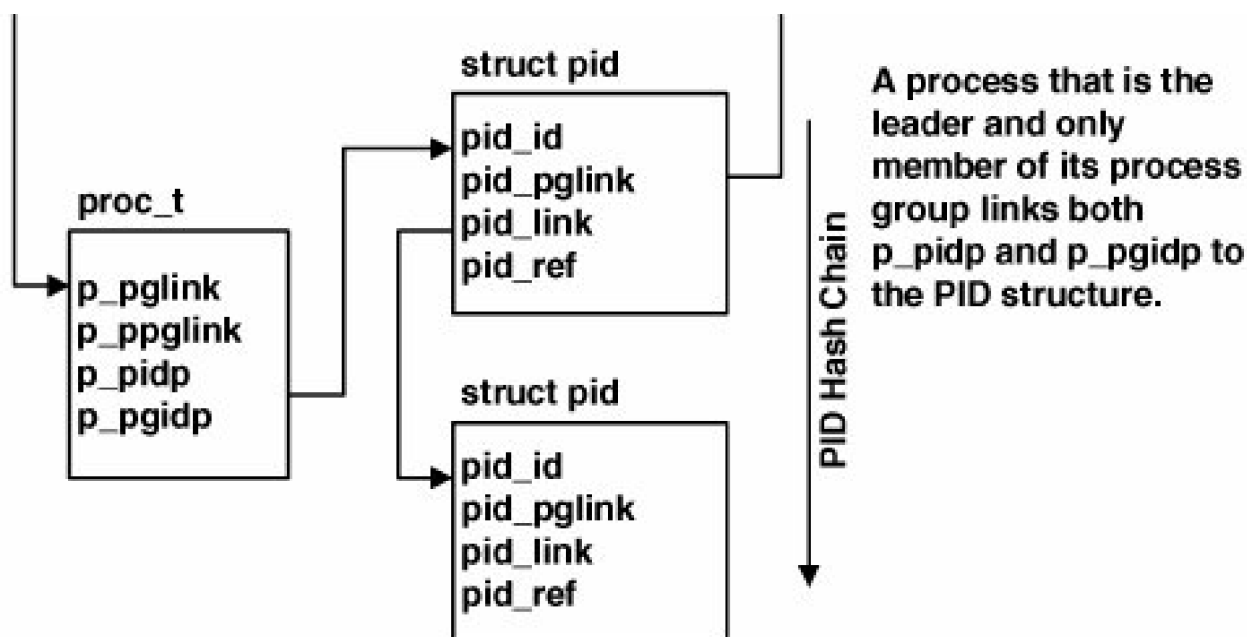 struct pid
pid_id
pid_pglink
pid_link
pid_ref
proc_t
p_pglink
p_ppglink
p_pidp
p_pgidp
struct pid
pid_id
pid_pglink
pid_link
pid_ref
PID Hash Chain
A process that is the
leader and only
member of its process
group links both
p_pidp and p_pgidp to
the PID structure.